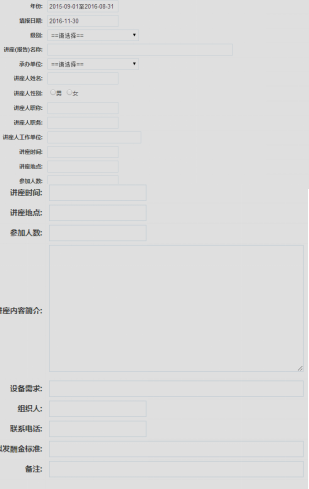 年份: 2015-09-01至2016-08-31
填报日期: 2016-11-30
级别: ==请选择==
讲座(报告)名称:
承办单位: ==请选择==
讲座人姓名:
讲座人性别: 男 女
讲座人职称:
讲座人职务:
讲座人工作单位:
讲座时间:
讲座地点:
参加人数:
讲座时间:
讲座地点:
参加人数:
座内容简介:
设备需求:
组织人:
联系电话:
发酬金标准:
备注: